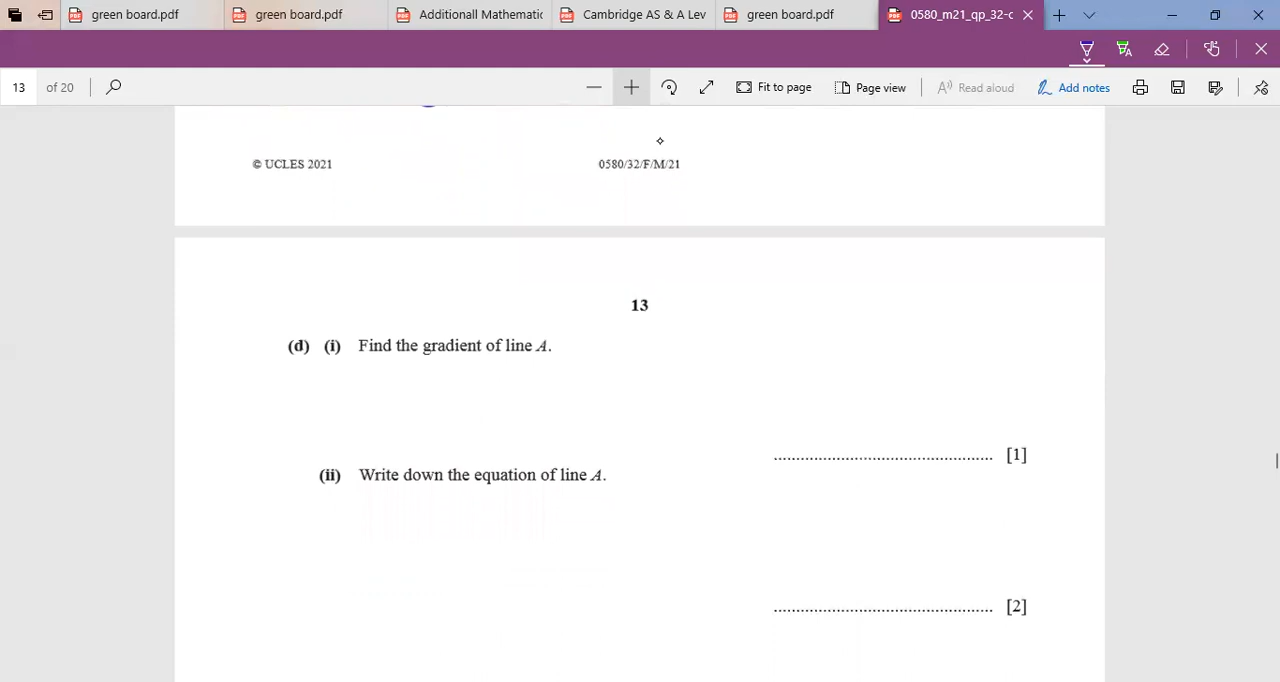 green board.pdf green board.pdf Additionall Mathematic Cambridge AS & A Lev green board.pdf 0580_m21_qp_32-c
13 of 20 Fit to page Page view Read aloud Add notes
© UCLES 2021 0580/32/F/M/21
13
(d) (i) Find the gradient of line A.
.................................................. [1]
(ii) Write down the equation of line A.
.................................................. [2]